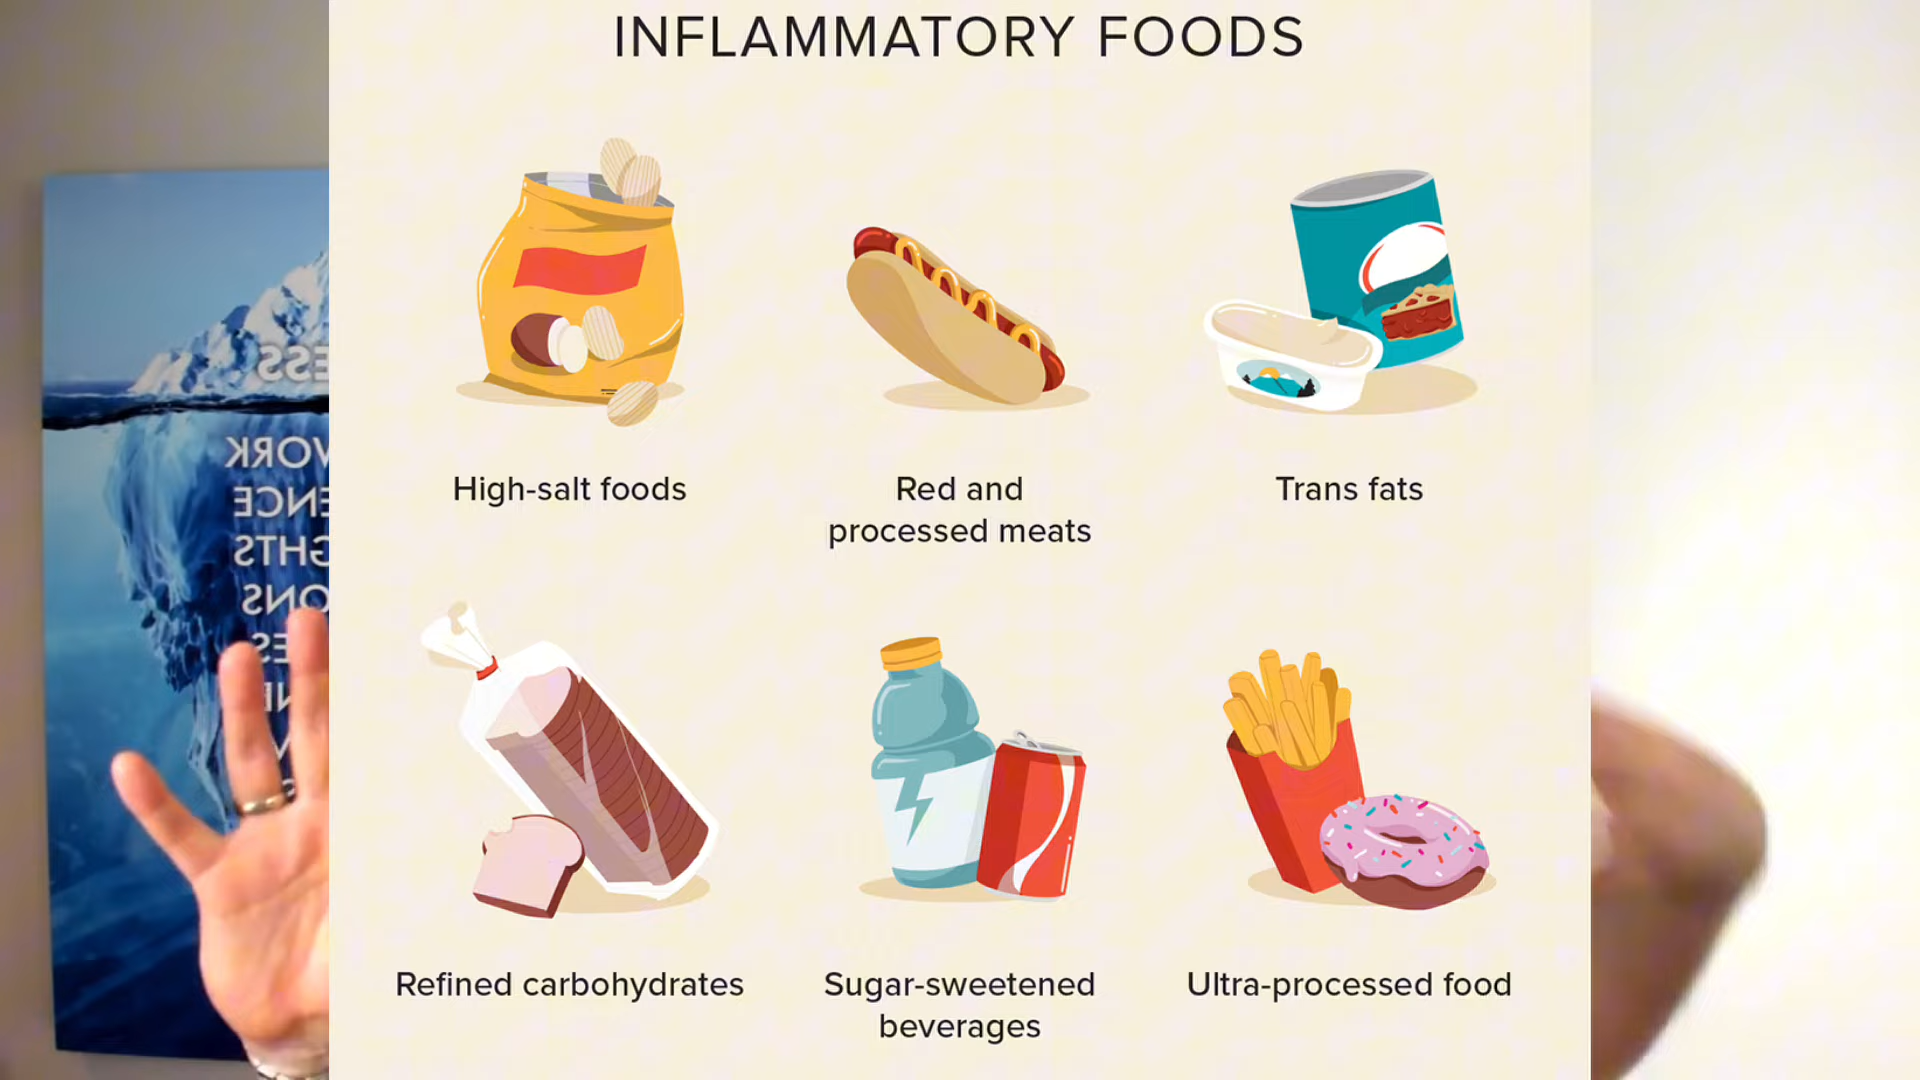 INFLAMMATORY FOODS
High-salt foods
Red and
processed meats
Trans fats
Refined carbohydrates
Sugar-sweetened
beverages
Ultra-processed food